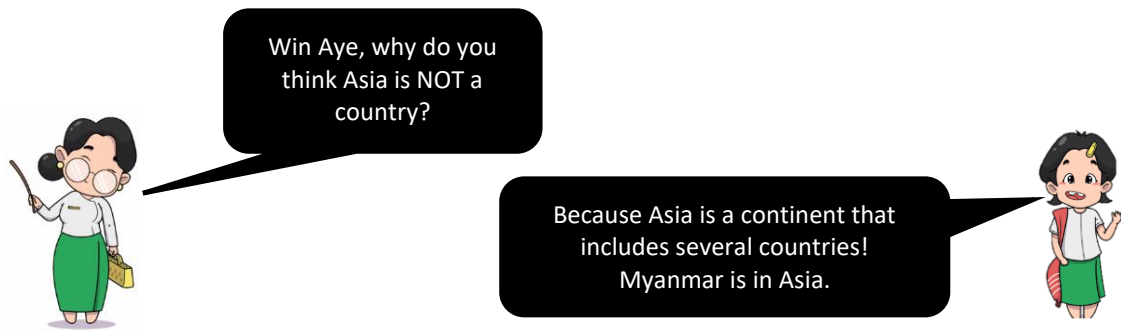 Win Aye, why do you
think Asia is NOT a
country?
Because Asia is a continent that
includes several countries!
Myanmar is in Asia.